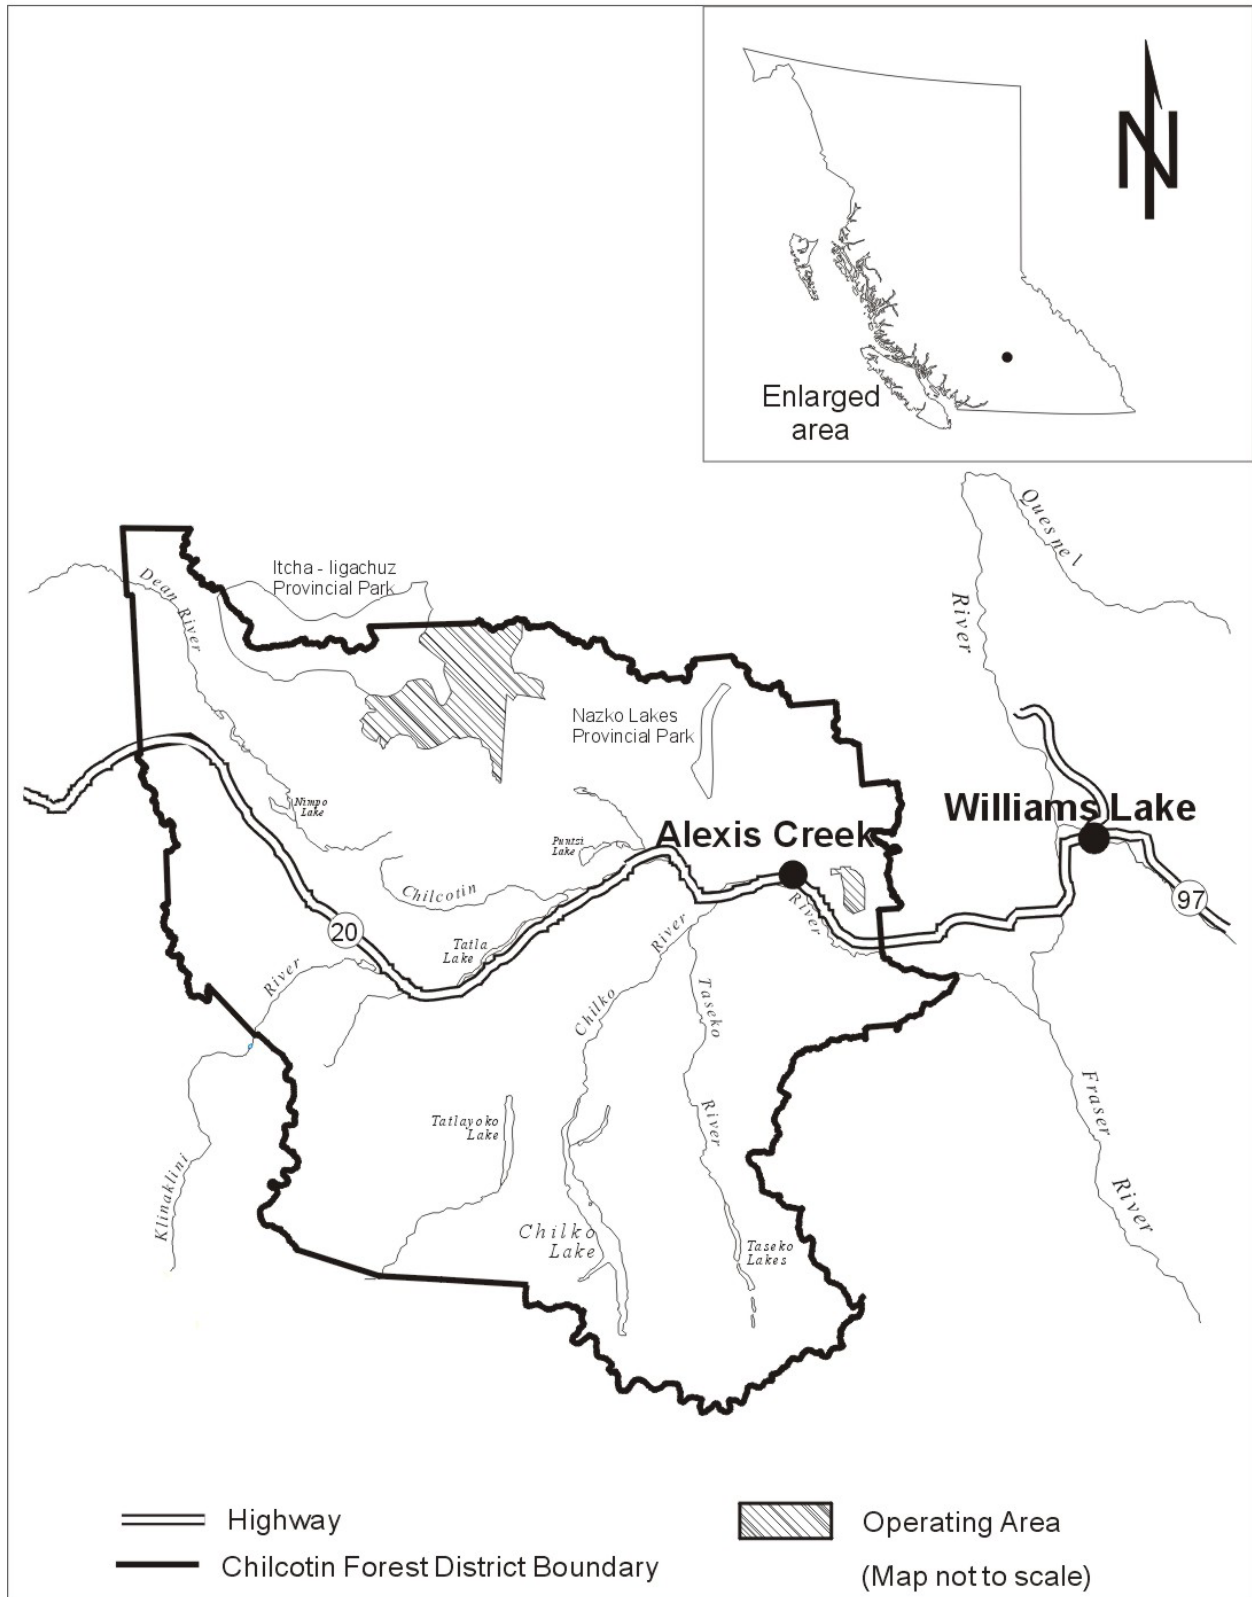 N
Enlarged
area
Quesnel
River
Itcha - Iigachuz
Provincial Park
Dean River
Nazko Lakes
Provincial Park
Nimpo
Lake
Puntzi
Lake
Alexis Creek
Williams Lake
Chilcotin
River
97
20
Tatla
Lake
River
River
Chilko
Taseko
River
Tatlayoko
Lake
Fraser
River
Klinaklini
Chilko
Lake
Taseko
Lakes
Highway
Chilcotin Forest District Boundary
Operating Area
(Map not to scale)